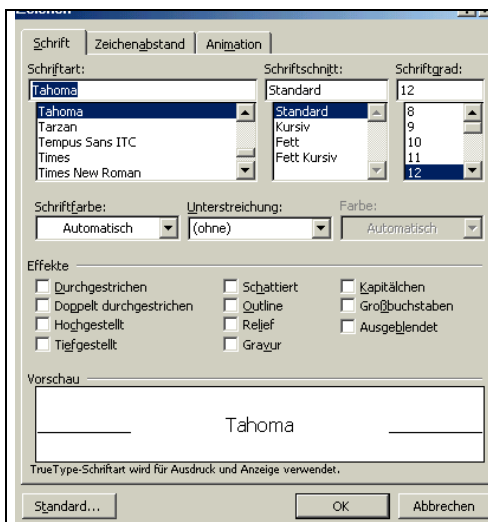 Zeichen
Schrift Zeichenabstand Animation
Schriftart: Schriftschnitt: Schriftgrad:
Tahoma Standard 12
Tahoma Standard 8
Tarzan Kursiv 9
Tempus Sans ITC Fett 10
Times Fett Kursiv 11
Times New Roman 12
Schriftfarbe: Unterstreichung: Farbe:
Automatisch (ohne) Automatisch
Effekte
Durchgestrichen Schattiert Kapitälchen
Doppelt durchgestrichen Outline Großbuchstaben
Hochgestellt Relief Ausgeblendet
Tiefgestellt Gravur
Vorschau
Tahoma
TrueType-Schriftart wird für Ausdruck und Anzeige verwendet.
Standard... OK Abbrechen